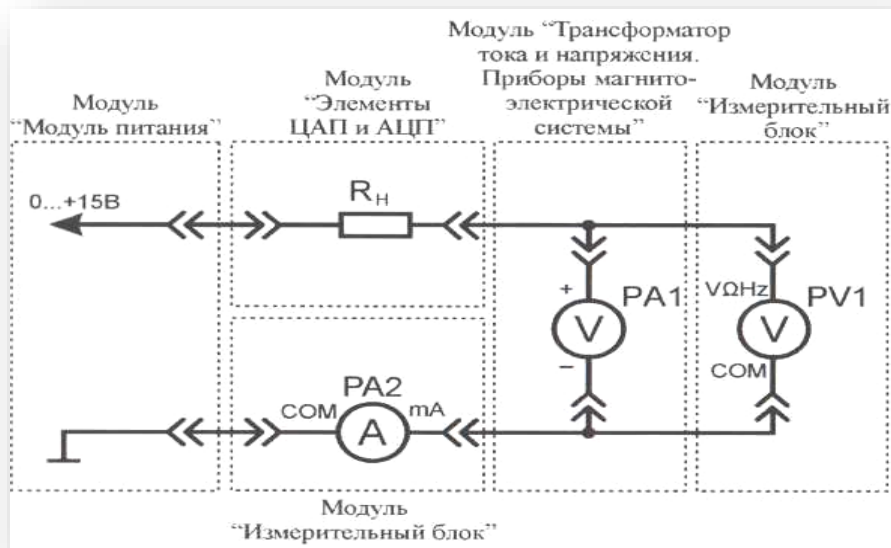 Модуль “Трансформатор
тока и напряжения.
Приборы магнито-
электрической
системы”
Модуль
“Модуль питания”
Модуль
“Элементы
ЦАП и АЦП”
Модуль
“Измерительный
блок”
0...+15В
RН
+
PA1
−
V
VΩHz
PV1
V
COM
PA2
COM
mA
A
Модуль
“Измерительный блок”